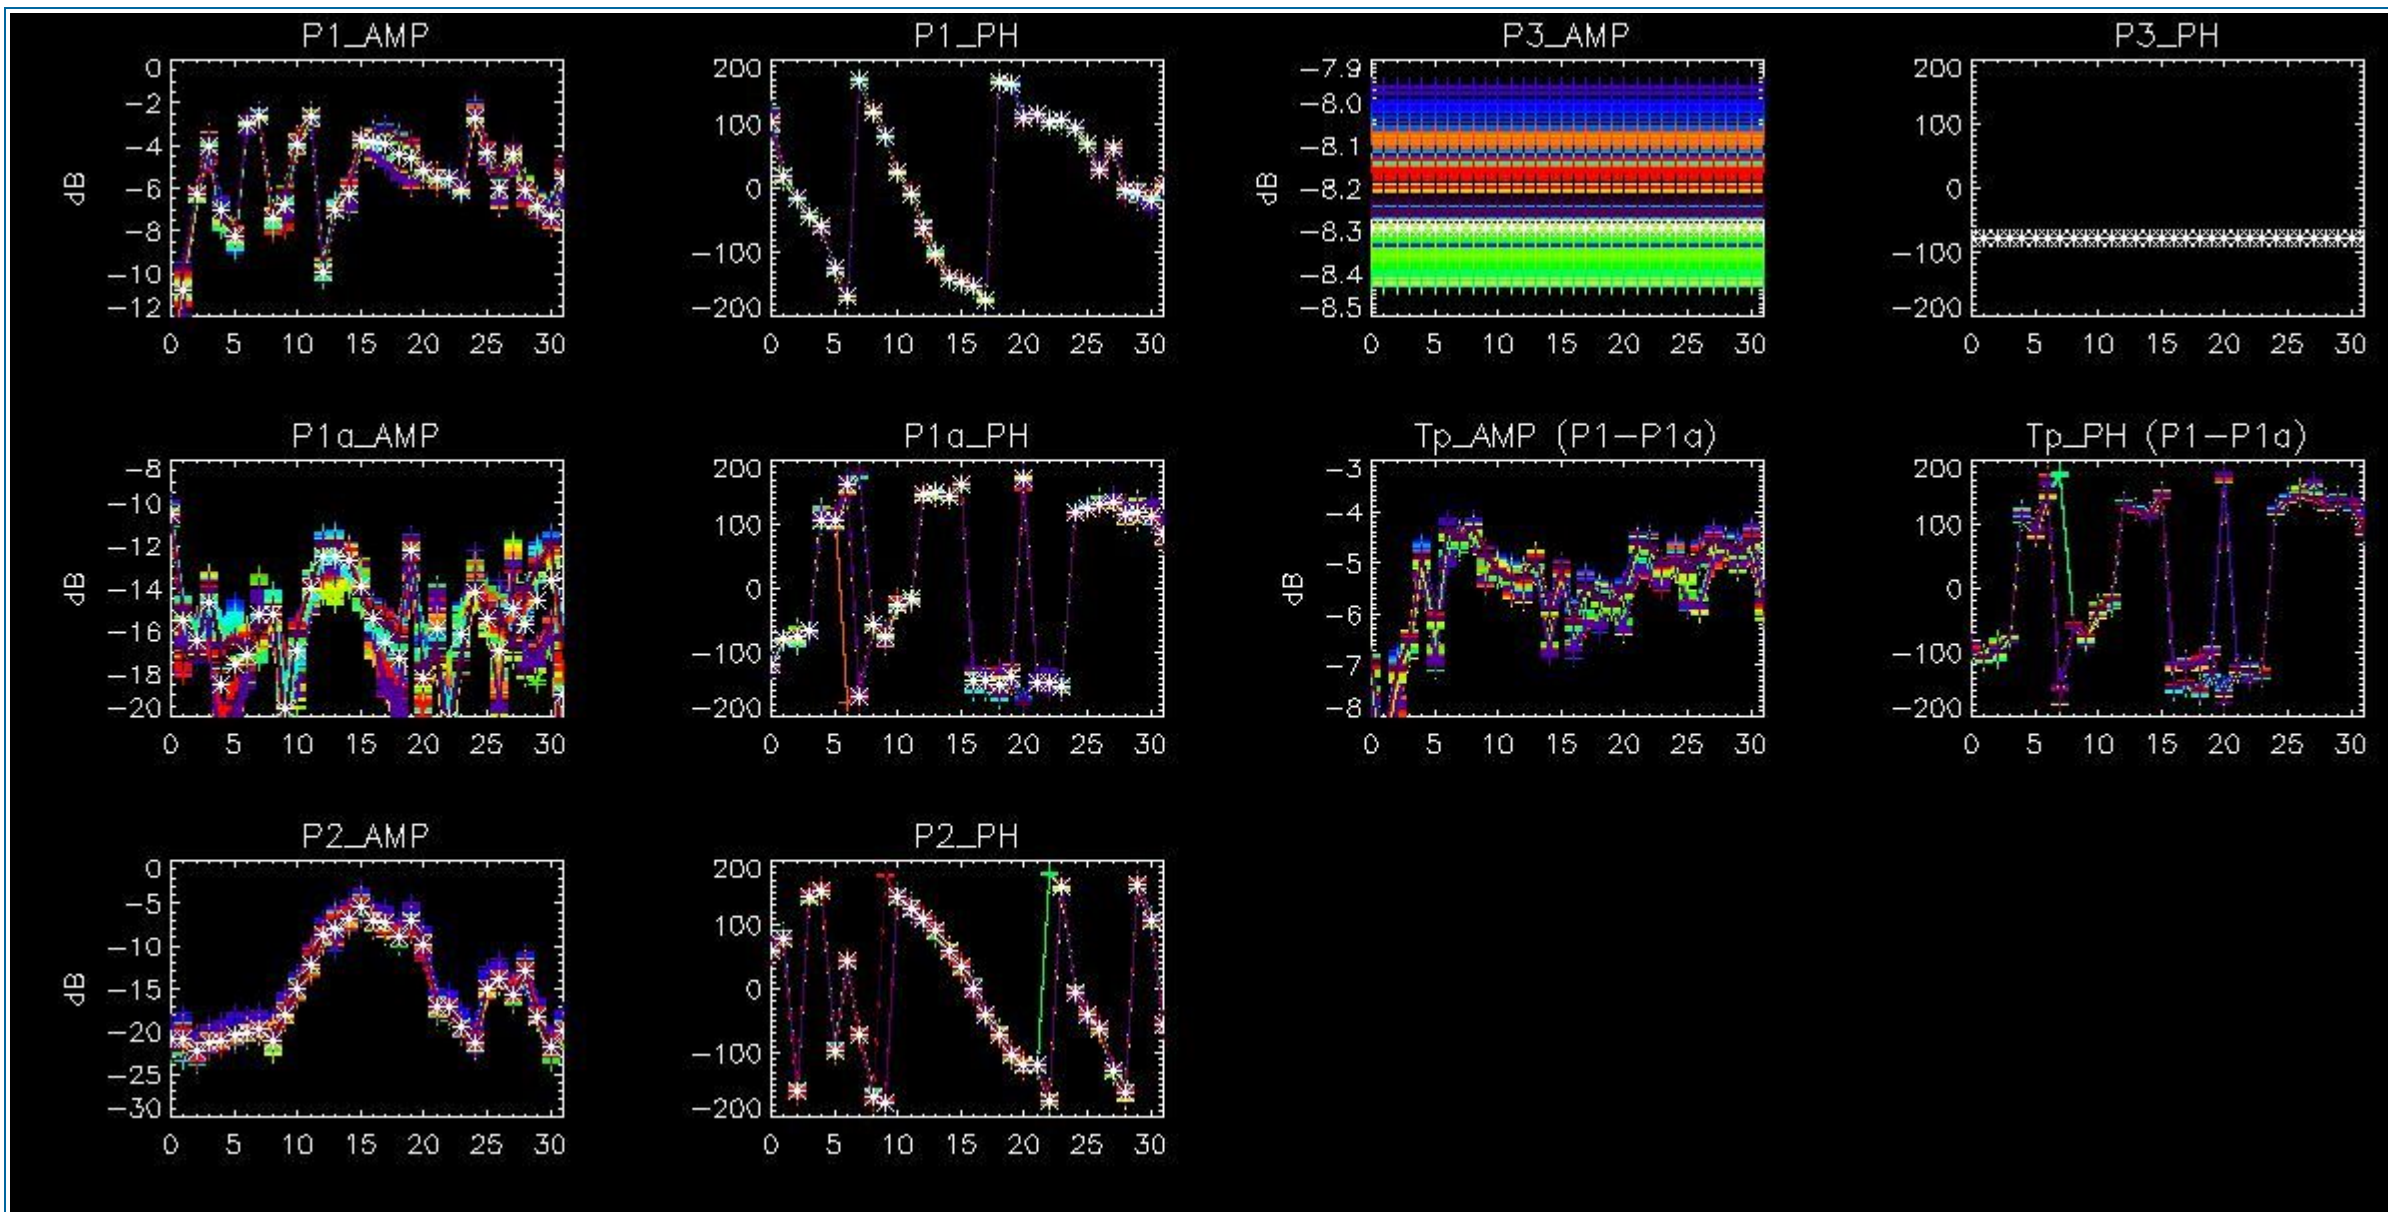 P1_AMP
0
−2
−4
−6
−8
−10
−12
dB
0 5 10 15 20 25 30
P1_PH
200
100
0
−100
−200
0 5 10 15 20 25 30
P3_AMP
−7.9
−8.0
−8.1
−8.2
−8.3
−8.4
−8.5
dB
0 5 10 15 20 25 30
P3_PH
200
100
0
−100
−200
0 5 10 15 20 25 30
P1a_AMP
−8
−10
−12
−14
−16
−18
−20
dB
0 5 10 15 20 25 30
P1a_PH
200
100
0
−100
−200
0 5 10 15 20 25 30
Tp_AMP (P1−P1a)
−3
−4
−5
−6
−7
−8
dB
0 5 10 15 20 25 30
Tp_PH (P1−P1a)
200
100
0
−100
−200
0 5 10 15 20 25 30
P2_AMP
0
−5
−10
−15
−20
−25
−30
dB
0 5 10 15 20 25 30
P2_PH
200
100
0
−100
−200
0 5 10 15 20 25 30